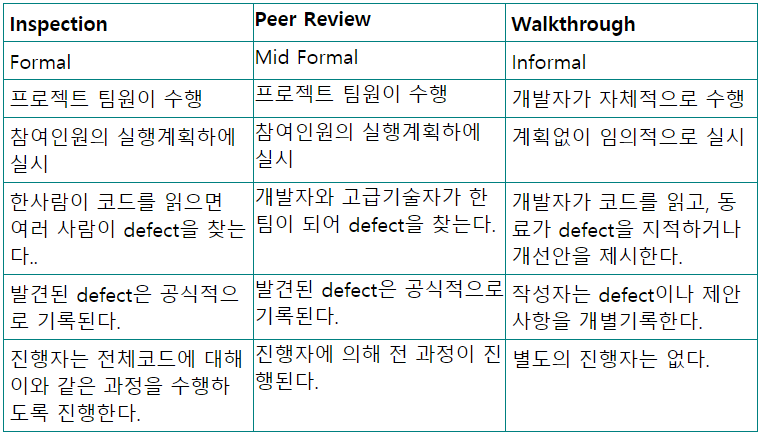 Inspection
Peer Review
Walkthrough
Formal
Mid Formal
Informal
프로젝트 팀원이 수행
프로젝트 팀원이 수행
개발자가 자체적으로 수행
참여인원의 실행계획하에
실시
참여인원의 실행계획하에
실시
계획없이 임의적으로 실시
한사람이 코드를 읽으면
여러 사람이 defect을 찾는
다..
개발자와 고급기술자가 한
팀이 되어 defect을 찾는다.
개발자가 코드를 읽고, 동
료가 defect을 지적하거나
개선안을 제시한다.
발견된 defect은 공식적으
로 기록된다.
발견된 defect은 공식적으로
기록된다.
작성자는 defect이나 제안
사항을 개별기록한다.
진행자는 전체코드에 대해
이와 같은 과정을 수행하
도록 진행한다.
진행자에 의해 전 과정이 진
행된다.
별도의 진행자는 없다.